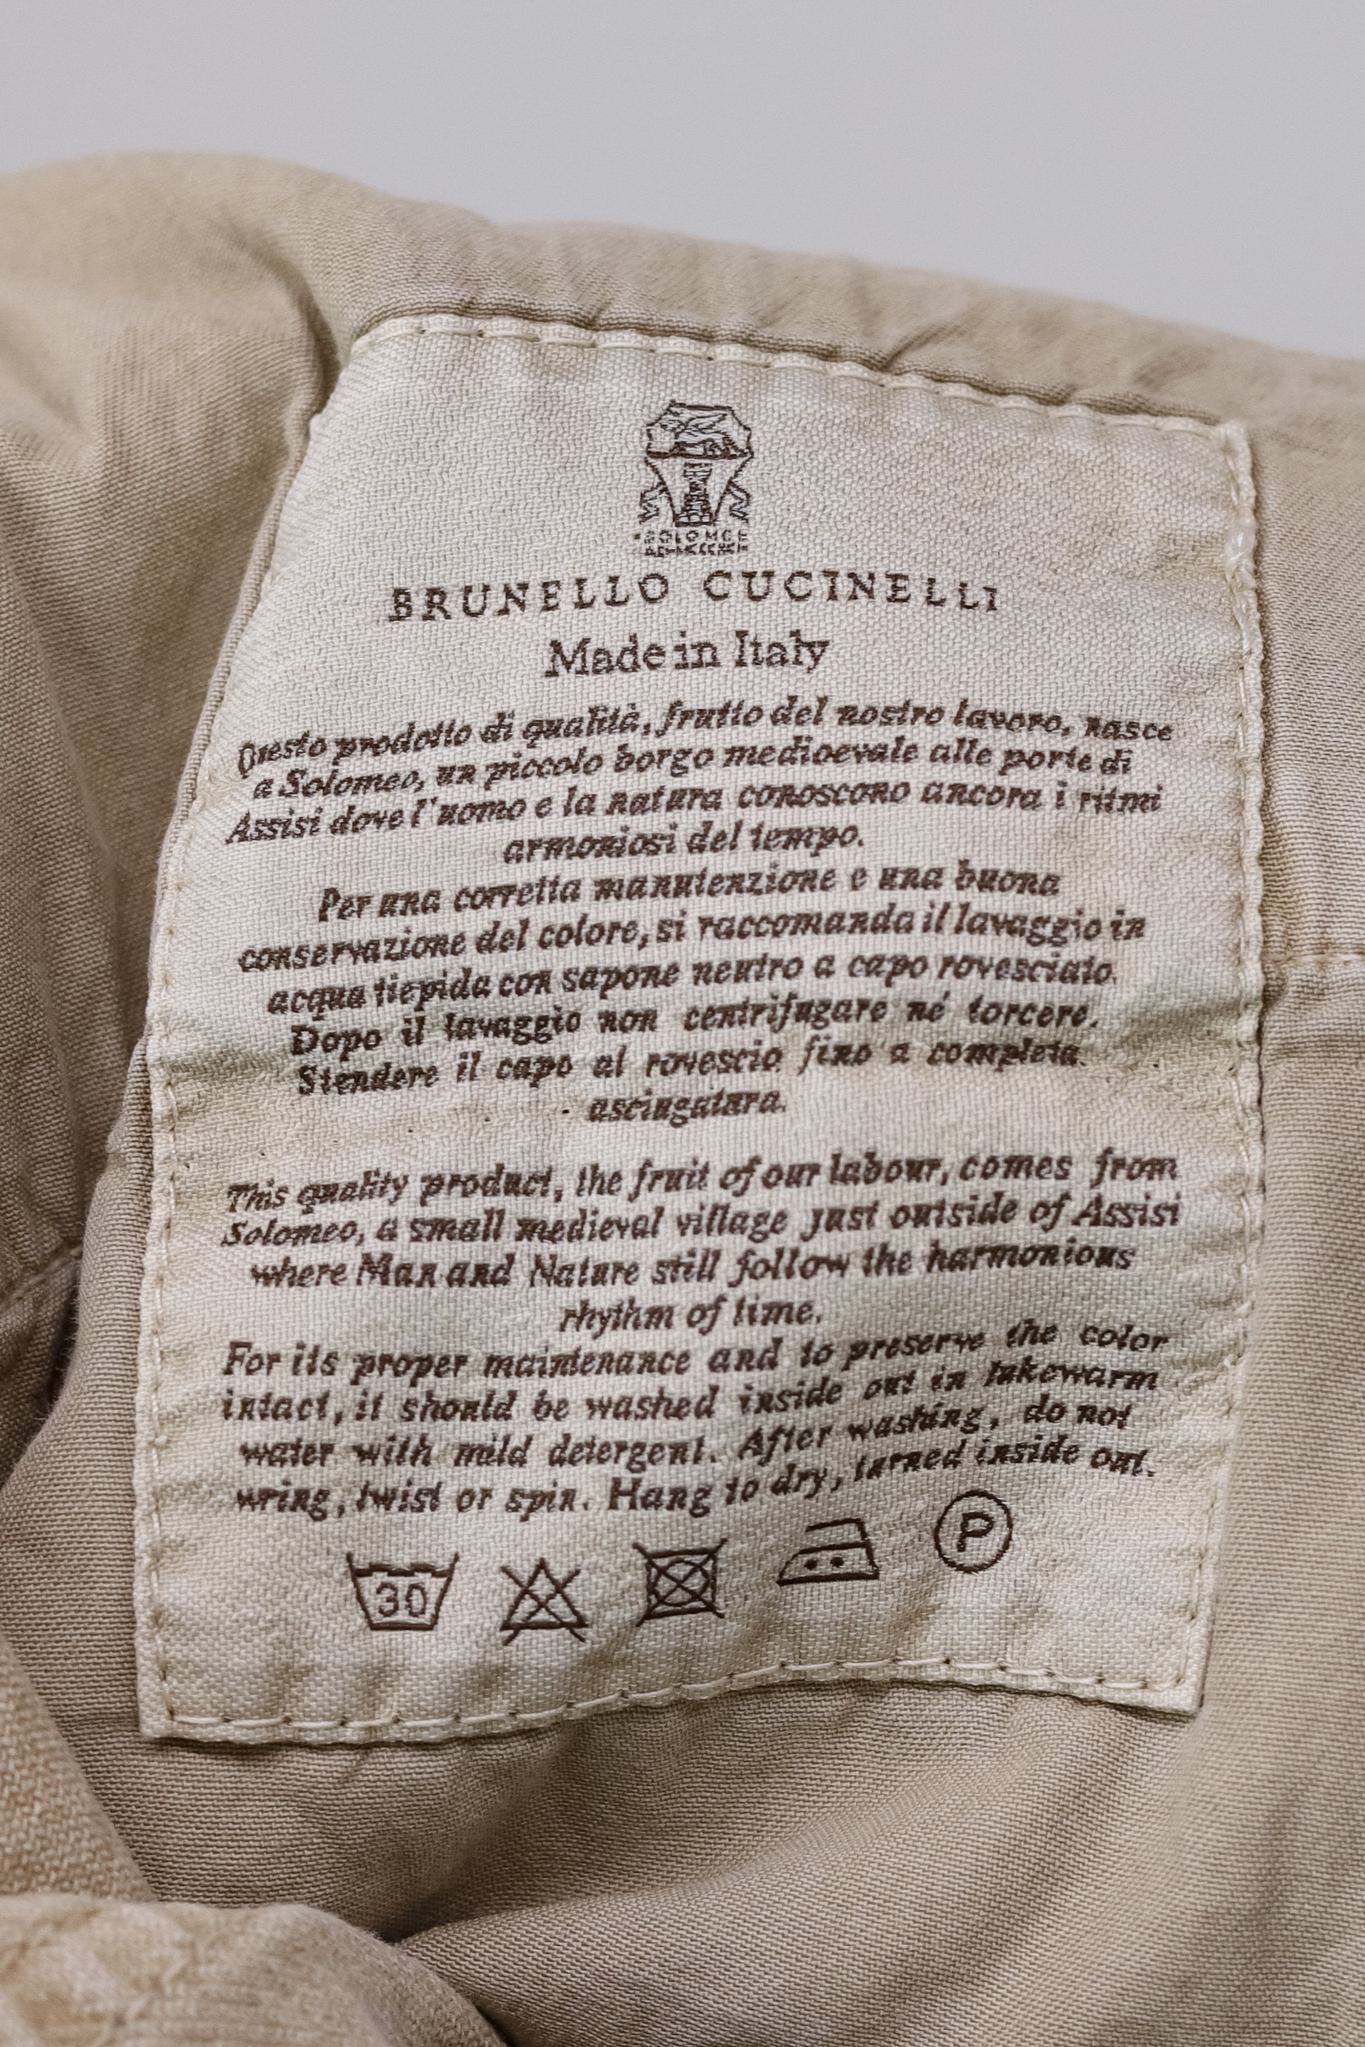 SOLOMEO
BRUNELLO CUCINELLI
Made in Italy
Questo prodotto di qualità, frutto del nostro lavoro, nasce
a Solomeo, un piccolo borgo medioevale alle porte di
Assisi dove l'uomo e la natura conoscono ancora i ritmi
armoniosi del tempo.
Per una corretta manutenzione e una buona
conservazione del colore, si raccomanda il lavaggio in
acqua tiepida con sapone neutro a capo rovesciato.
Dopo il lavaggio non centrifugare né torcere.
Stendere il capo al rovescio fino a completa
asciugatura.
This quality product, the fruit of our labour, comes from
Solomeo, a small medieval village just outside of Assisi
where Man and Nature still follow the harmonious
rhythm of time.
For its proper maintenance and to preserve the color
intact, it should be washed inside out in lukewarm
water with mild detergent. After washing, do not
wring, twist or spin. Hang to dry, turned inside out.
30 P